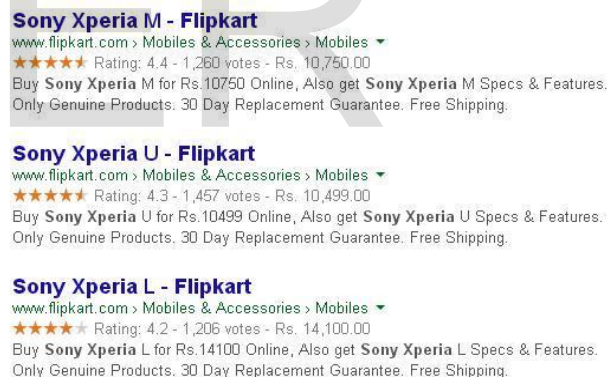 Sony Xperia M - Flipkart
www.flipkart.com › Mobiles & Accessories › Mobiles
Rating: 4.4 - 1,260 votes - Rs. 10,750.00
Buy Sony Xperia M for Rs.10750 Online, Also get Sony Xperia M Specs & Features.
Only Genuine Products. 30 Day Replacement Guarantee. Free Shipping.
Sony Xperia U - Flipkart
www.flipkart.com › Mobiles & Accessories › Mobiles
Rating: 4.3 - 1,457 votes - Rs. 10,499.00
Buy Sony Xperia U for Rs.10499 Online, Also get Sony Xperia U Specs & Features.
Only Genuine Products. 30 Day Replacement Guarantee. Free Shipping.
Sony Xperia L - Flipkart
www.flipkart.com › Mobiles & Accessories › Mobiles
Rating: 4.2 - 1,206 votes - Rs. 14,100.00
Buy Sony Xperia L for Rs.14100 Online, Also get Sony Xperia L Specs & Features.
Only Genuine Products. 30 Day Replacement Guarantee. Free Shipping.